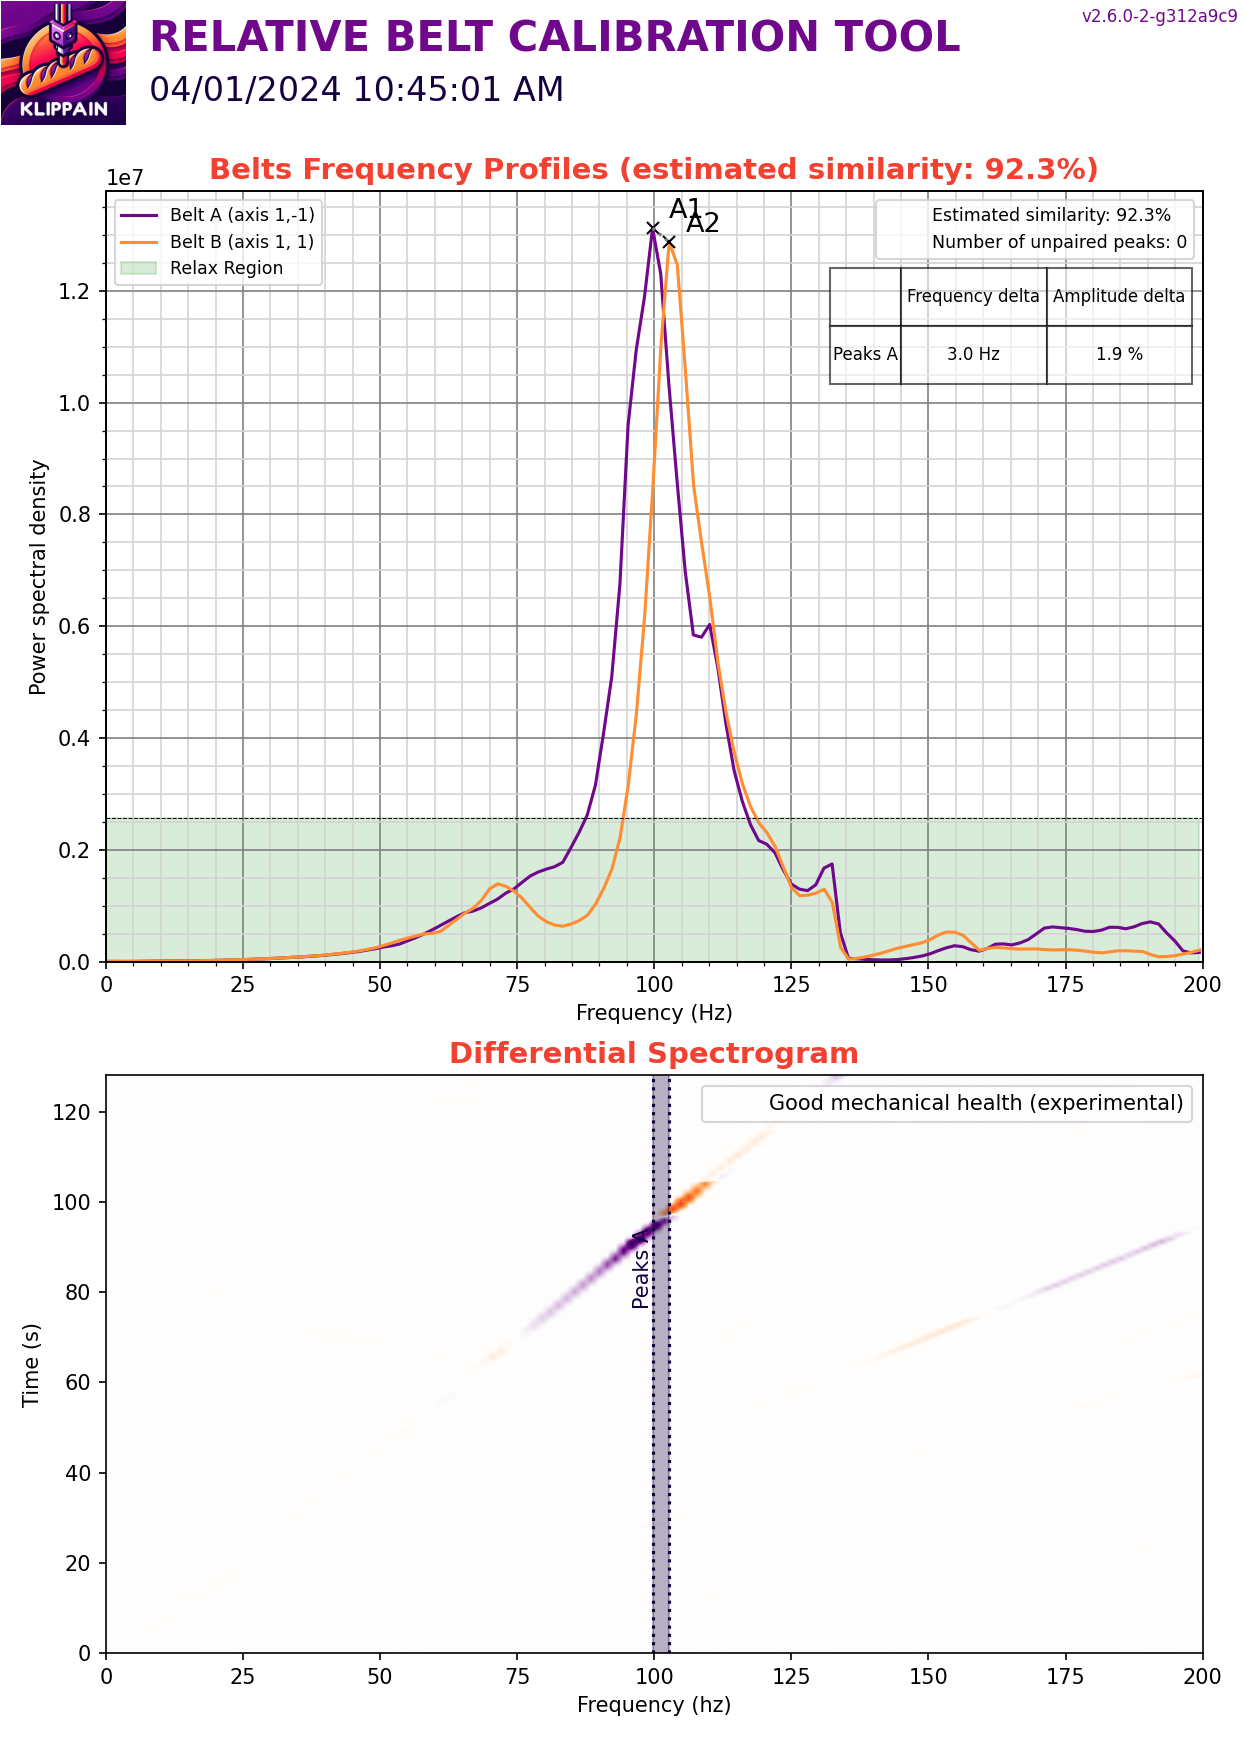 KLIPPAIN
RELATIVE BELT CALIBRATION TOOL
v2.6.0-2-g312a9c9
04/01/2024 10:45:01 AM
Belts Frequency Profiles (estimated similarity: 92.3%)
1e7
Belt A (axis 1,-1)
Belt B (axis 1, 1)
Relax Region
A1
A2
Estimated similarity: 92.3%
Number of unpaired peaks: 0
Frequency delta Amplitude delta
Peaks A 3.0 Hz 1.9 %
Power spectral density
1.2
1.0
0.8
0.6
0.4
0.2
0.0
0 25 50 75 100 125 150 175 200
Frequency (Hz)
Differential Spectrogram
Good mechanical health (experimental)
Peaks A
Time (s)
120
100
80
60
40
20
0
0 25 50 75 100 125 150 175 200
Frequency (hz)